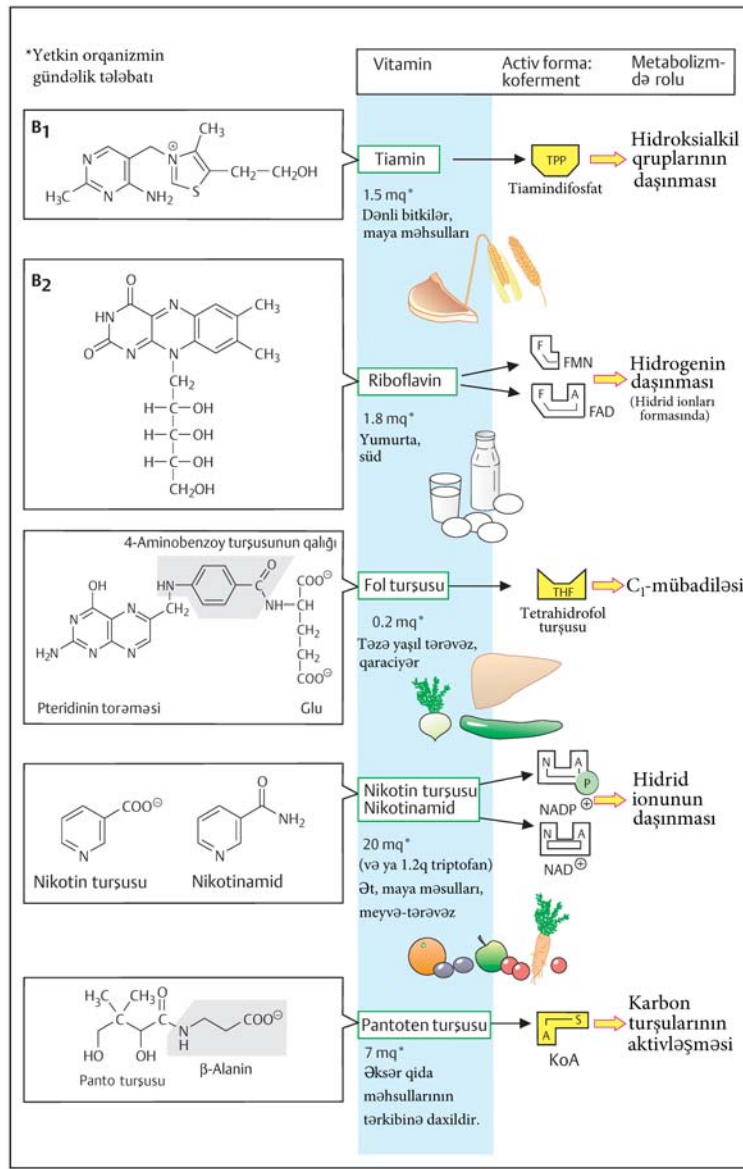 *Yetkin orqanizmin
gündəlik tələbatı
Vitamin
Activ forma:
koferment
Metabolizm-
də rolu
B1
N
N
H3C
NH2
N
⊕
CH3
S
CH2—CH2OH
Tiamin
1.5 mq*
Dənli bitkilər,
maya məhsulları
TPP
Tiamindifosfat
Hidroksialkil
qruplarının
daşınması
B2
O
HN
O
N
N
N
CH3
CH3
CH2
H—C—OH
H—C—OH
H—C—OH
CH2OH
Riboflavin
1.8 mq*
Yumurta,
süd
F
FMN
F A
FAD
Hidrogenin
daşınması
(Hidrid ionları
formasında)
4-Aminobenzoy turşusunun qalığı
OH
N
N
H2N
N
N
HN
CH2
O
C
NH
COO⊖
C—H
CH2
CH2
COO⊖
Pteridinin torəməsi
Glu
Fol turşusu
0.2 mq*
Təzə yaşıl tərəvəz,
qaraciyər
THF
Tetrahidrofol
turşusu
C1-mübadiləsi
COO⊖
N
Nikotin turşusu
O
C
NH2
N
Nikotinamid
Nikotin turşusu
Nikotinamid
20 mq*
(və ya 1.2q triptofan)
Ət, maya məsulları,
meyvə-tərəvəz
N A
P
NADP⊕
N A
NAD⊕
Hidrid
ionunun
daşınması
H3C CH3
C
HO
OH
O
C
N
H
COO⊖
Panto turşusu
β-Alanin
Pantoten turşusu
7 mq*
Əksər qida
məhsullarının
tərkibinə daxildir.
A S
KoA
Karbon
turşularının
aktivləşməsi